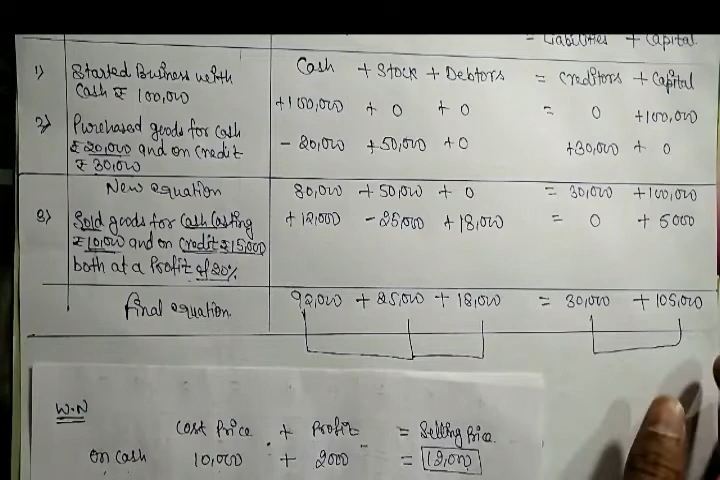 = Liabilities + Capital
Cash + Stock + Debtors = Creditors + Capital
1) Started Business with
Cash ₹ 100,000
+100,000 + 0 + 0 = 0 +100,000
2) Purchased goods for cash
₹20,000 and on credit
₹ 30,000
- 20,000 +50,000 +0 +30,000 + 0
New equation 80,000 + 50,000 + 0 = 30,000 +100,000
3) Sold goods for cash costing
₹10,000 and on credit ₹15,000
both at a Profit of 20%
+12,000 -25,000 +18,000 = 0 + 5000
final equation. 92,000 + 25,000 + 18,000 = 30,000 + 105,000
W.N
Cost Price + Profit = Selling Price.
on cash 10,000 + 2000 = 12,000